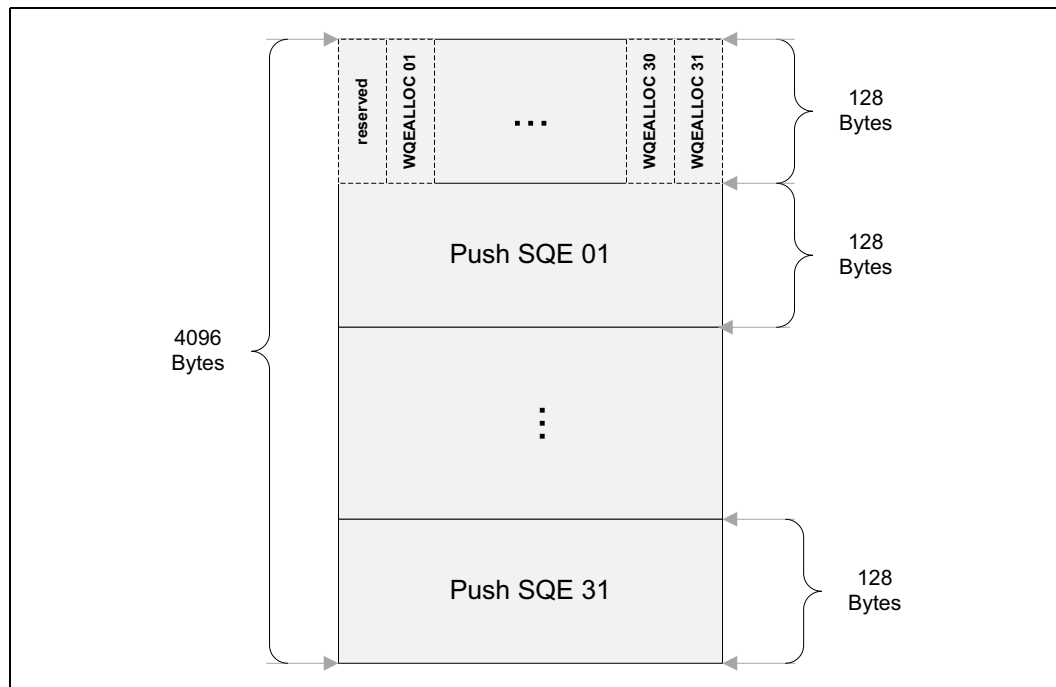 reserved
WQEALLOC 01
...
WQEALLOC 30
WQEALLOC 31
128
Bytes
Push SQE 01
128
Bytes
4096
Bytes
...
Push SQE 31
128
Bytes